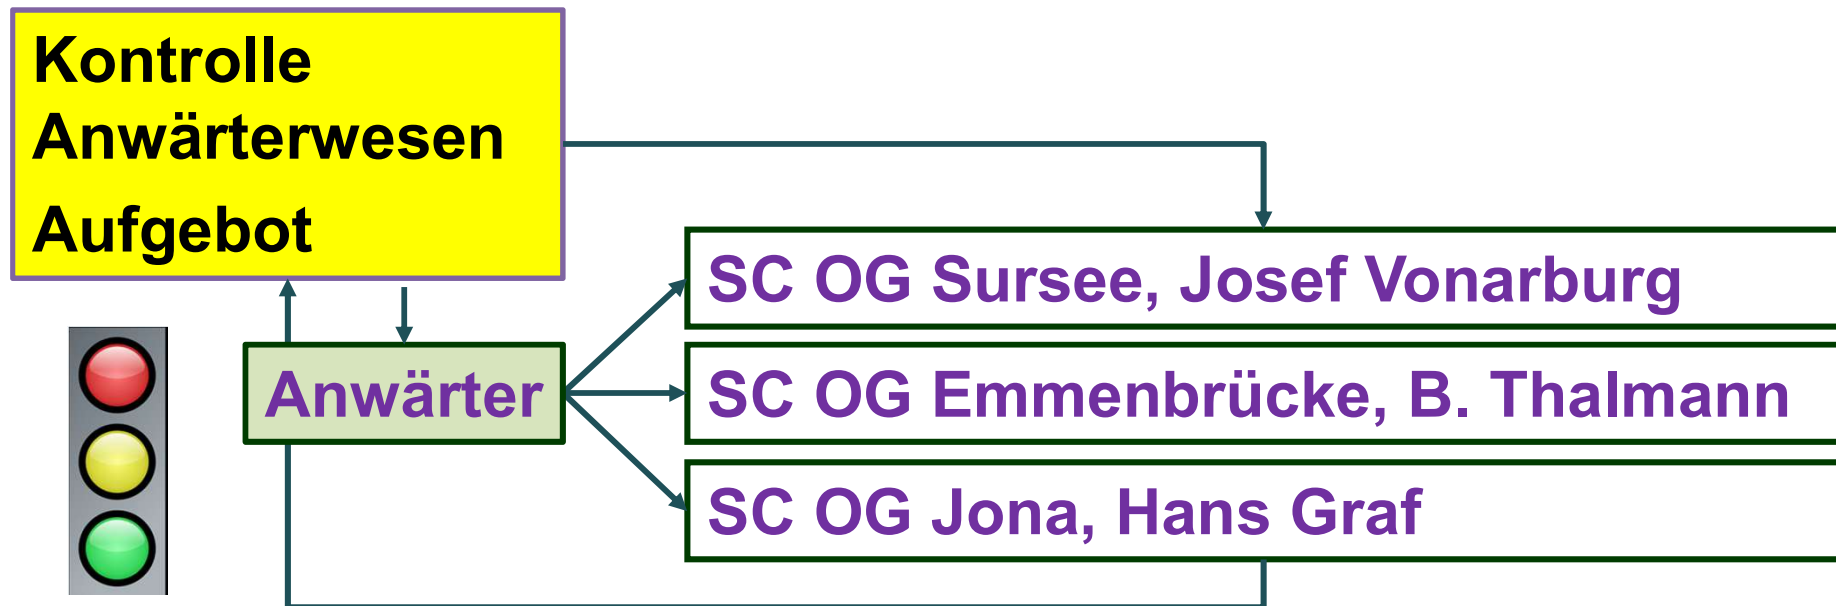 Kontrolle
Anwärterwesen
Aufgebot
SC OG Sursee, Josef Vonarburg
Anwärter
SC OG Emmenbrücke, B. Thalmann
SC OG Jona, Hans Graf